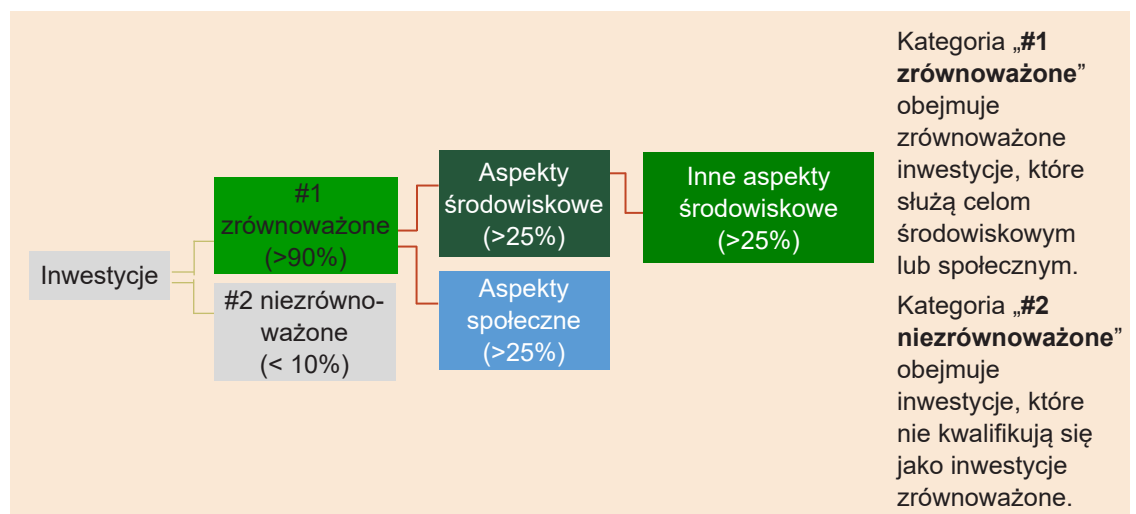 Inwestycje
#1
zrównoważone
(>90%)
#2 niezrówno-
ważone
(< 10%)
Aspekty
środowiskowe
(>25%)
Aspekty
społeczne
(>25%)
Inne aspekty
środowiskowe
(>25%)
Kategoria „#1
zrównoważone”
obejmuje
zrównoważone
inwestycje, które
służą celom
środowiskowym
lub społecznym.
Kategoria „#2
niezrównoważone”
obejmuje
inwestycje, które
nie kwalifikują się
jako inwestycje
zrównoważone.